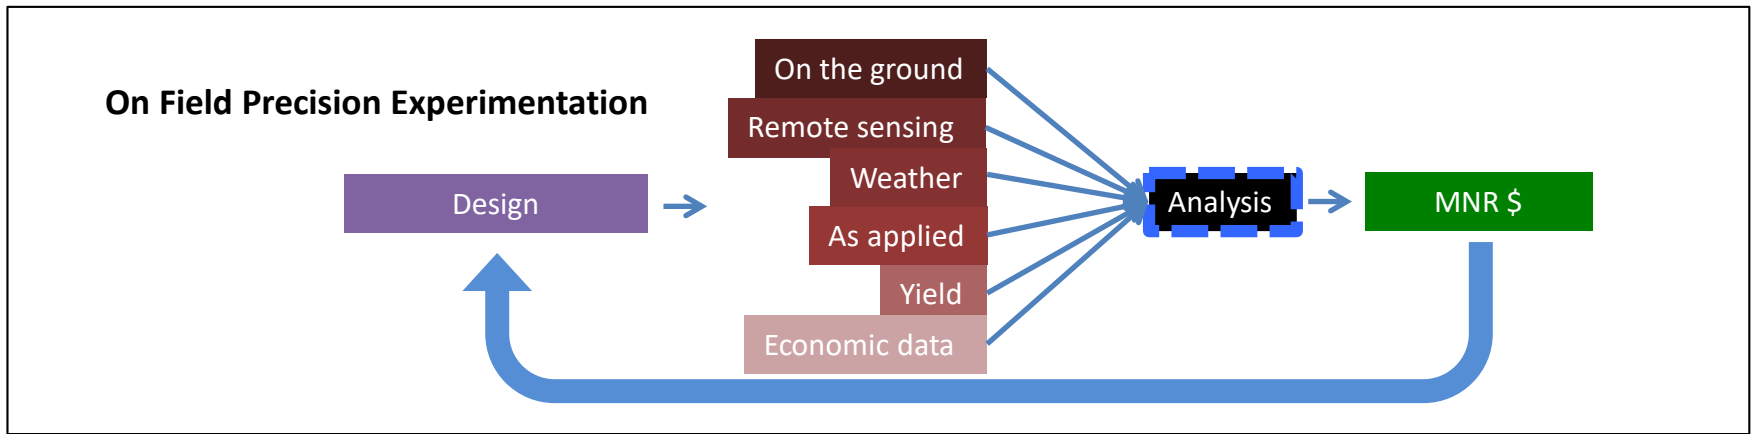 On the ground
On Field Precision Experimentation
Remote sensing
Weather
Design
Analysis
MNR $
As applied
Yield
Economic data